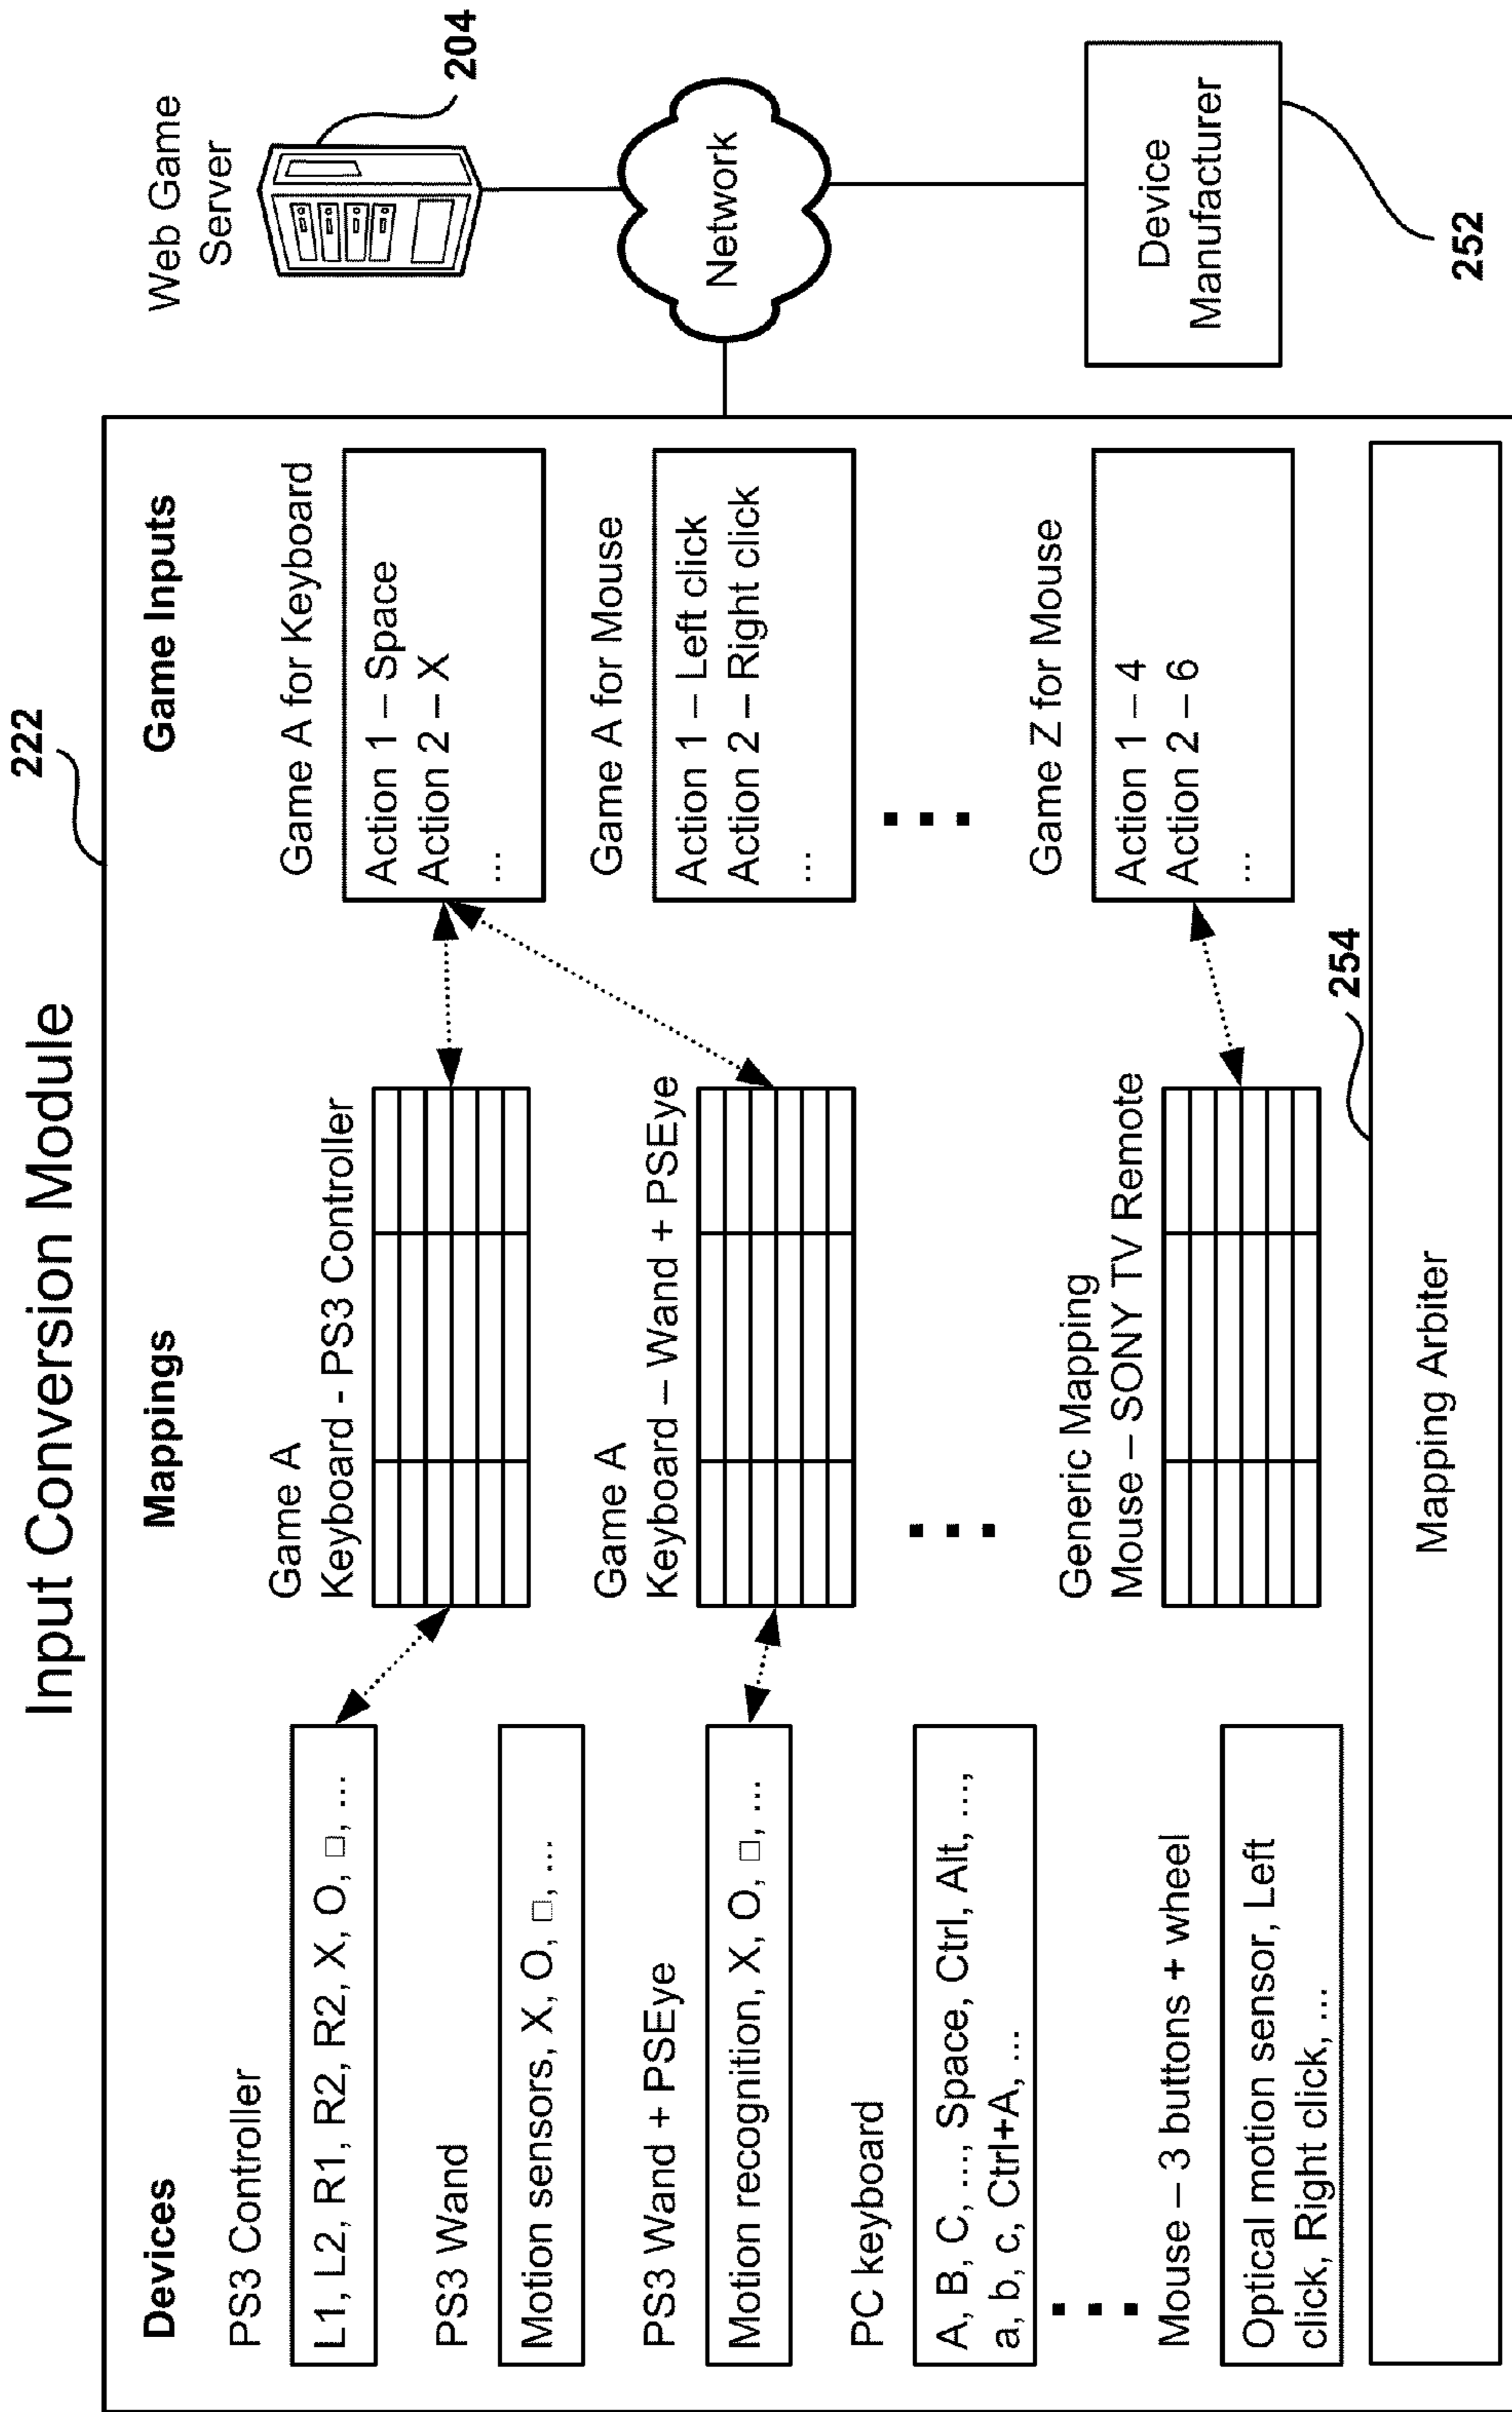 Input Conversion Module
222
Devices
PS3 Controller
L1, L2, R1, R2, R2, X, O, □, ...
PS3 Wand
Motion sensors, X, O, □, ...
PS3 Wand + PSEye
Motion recognition, X, O, □, ...
PC keyboard
A, B, C, ..., Space, Ctrl, Alt, ...,
a, b, c, Ctrl+A, ...
Mouse – 3 buttons + wheel
Optical motion sensor, Left
click, Right click, ...
Mappings
Game A
Keyboard - PS3 Controller
Game A
Keyboard – Wand + PSEye
Generic Mapping
Mouse – SONY TV Remote
Game Inputs
Game A for Keyboard
Action 1 – Space
Action 2 – X
...
Game A for Mouse
Action 1 – Left click
Action 2 – Right click
...
Game Z for Mouse
Action 1 – 4
Action 2 – 6
...
254
Mapping Arbiter
Web Game
Server
204
Network
Device
Manufacturer
252